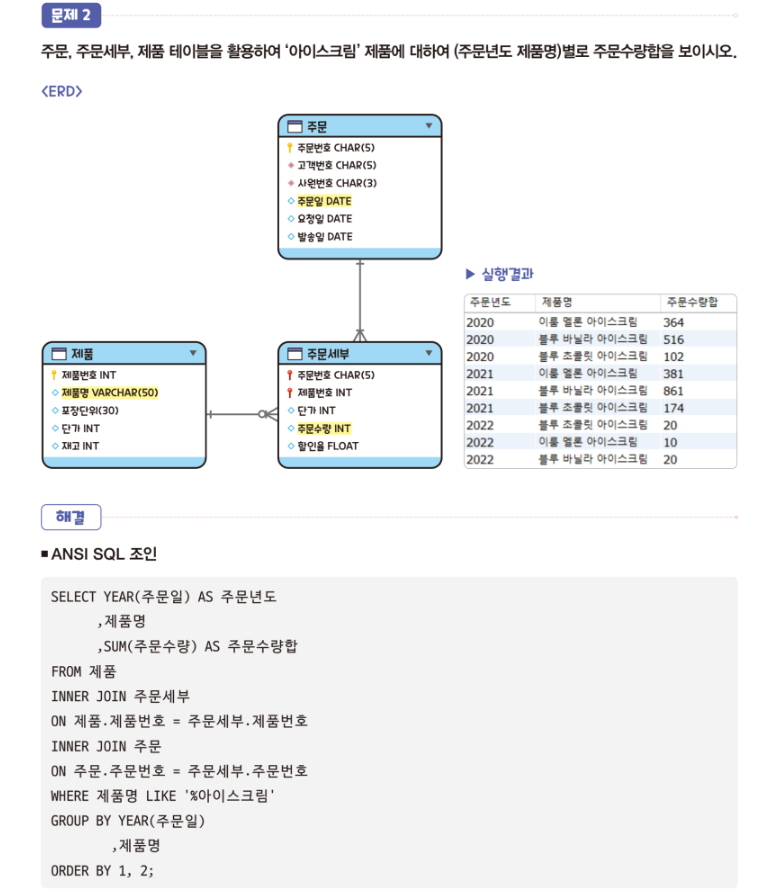 문제 2
주문, 주문세부, 제품 테이블을 활용하여 ‘아이스크림’ 제품에 대하여 (주문년도 제품명)별로 주문수량합을 보이시오.
<ERD>
주문
주문번호 CHAR(5)
고객번호 CHAR(5)
사원번호 CHAR(3)
주문일 DATE
요청일 DATE
발송일 DATE
제품
제품번호 INT
제품명 VARCHAR(50)
포장단위(30)
단가 INT
재고 INT
주문세부
주문번호 CHAR(5)
제품번호 INT
단가 INT
주문수량 INT
할인율 FLOAT
▶ 실행결과
주문년도 제품명 주문수량합
2020 이룸 멜론 아이스크림 364
2020 블루 바닐라 아이스크림 516
2020 블루 초콜릿 아이스크림 102
2021 이룸 멜론 아이스크림 381
2021 블루 바닐라 아이스크림 861
2021 블루 초콜릿 아이스크림 174
2022 블루 초콜릿 아이스크림 20
2022 이룸 멜론 아이스크림 10
2022 블루 바닐라 아이스크림 20
해결
■ ANSI SQL 조인
SELECT YEAR(주문일) AS 주문년도
,제품명
,SUM(주문수량) AS 주문수량합
FROM 제품
INNER JOIN 주문세부
ON 제품.제품번호 = 주문세부.제품번호
INNER JOIN 주문
ON 주문.주문번호 = 주문세부.주문번호
WHERE 제품명 LIKE '%아이스크림'
GROUP BY YEAR(주문일)
,제품명
ORDER BY 1, 2;